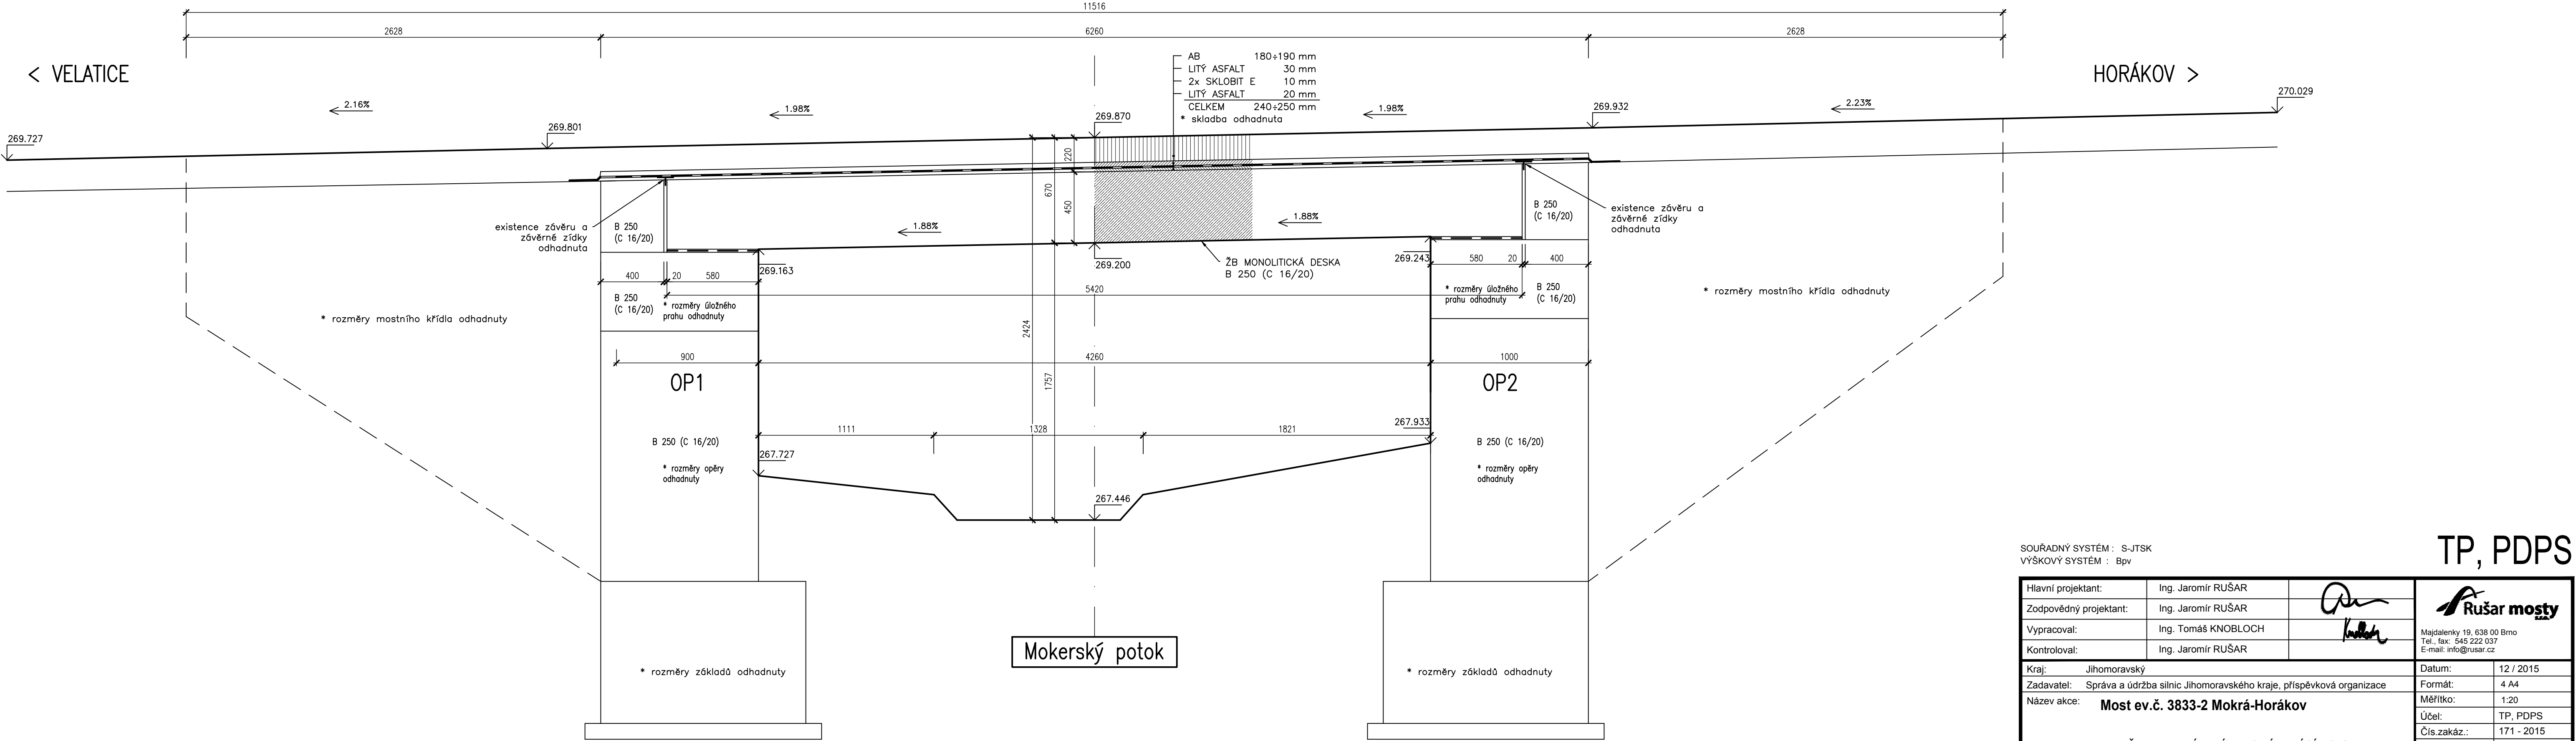 11516
2628
6260
2628
< VELATICE
HORÁKOV >
AB 180÷190 mm
LITÝ ASFALT 30 mm
2x SKLOBIT E 10 mm
LITÝ ASFALT 20 mm
CELKEM 240÷250 mm
* skladba odhadnuta
2.16%
1.98%
1.98%
2.23%
269.727
269.801
269.870
269.932
270.029
220
670
450
existence závěru a
závěrné zídky
odhadnuta
B 250
(C 16/20)
1.88%
1.88%
B 250
(C 16/20)
existence závěru a
závěrné zídky
odhadnuta
269.163
269.200
ŽB MONOLITICKÁ DESKA
B 250 (C 16/20)
269.243
400
20
580
580
20
400
5420
B 250
(C 16/20)
* rozměry úložného
prahu odhadnuty
* rozměry úložného
prahu odhadnuty
B 250
(C 16/20)
* rozměry mostního křídla odhadnuty
* rozměry mostního křídla odhadnuty
2424
1757
900
4260
1000
OP1
OP2
1111
1328
1821
267.933
B 250 (C 16/20)
267.727
* rozměry opěry
odhadnuty
B 250 (C 16/20)
* rozměry opěry
odhadnuty
267.446
Mokerský potok
* rozměry základů odhadnuty
* rozměry základů odhadnuty
SOUŘADNÝ SYSTÉM : S-JTSK
VÝŠKOVÝ SYSTÉM : Bpv
TP, PDPS
Hlavní projektant: Ing. Jaromír RUŠAR
Zodpovědný projektant: Ing. Jaromír RUŠAR
Vypracoval: Ing. Tomáš KNOBLOCH
Kontroloval: Ing. Jaromír RUŠAR
Rušar mosty
s.r.o.
Majdalenky 19, 638 00 Brno
Tel., fax: 545 222 037
E-mail: info@rusar.cz
Kraj: Jihomoravský
Zadavatel: Správa a údržba silnic Jihomoravského kraje, příspěvková organizace
Název akce: Most ev.č. 3833-2 Mokrá-Horákov
Datum: 12 / 2015
Formát: 4 A4
Měřítko: 1:20
Účel: TP, PDPS
Čís.zakáz.: 171 - 2015